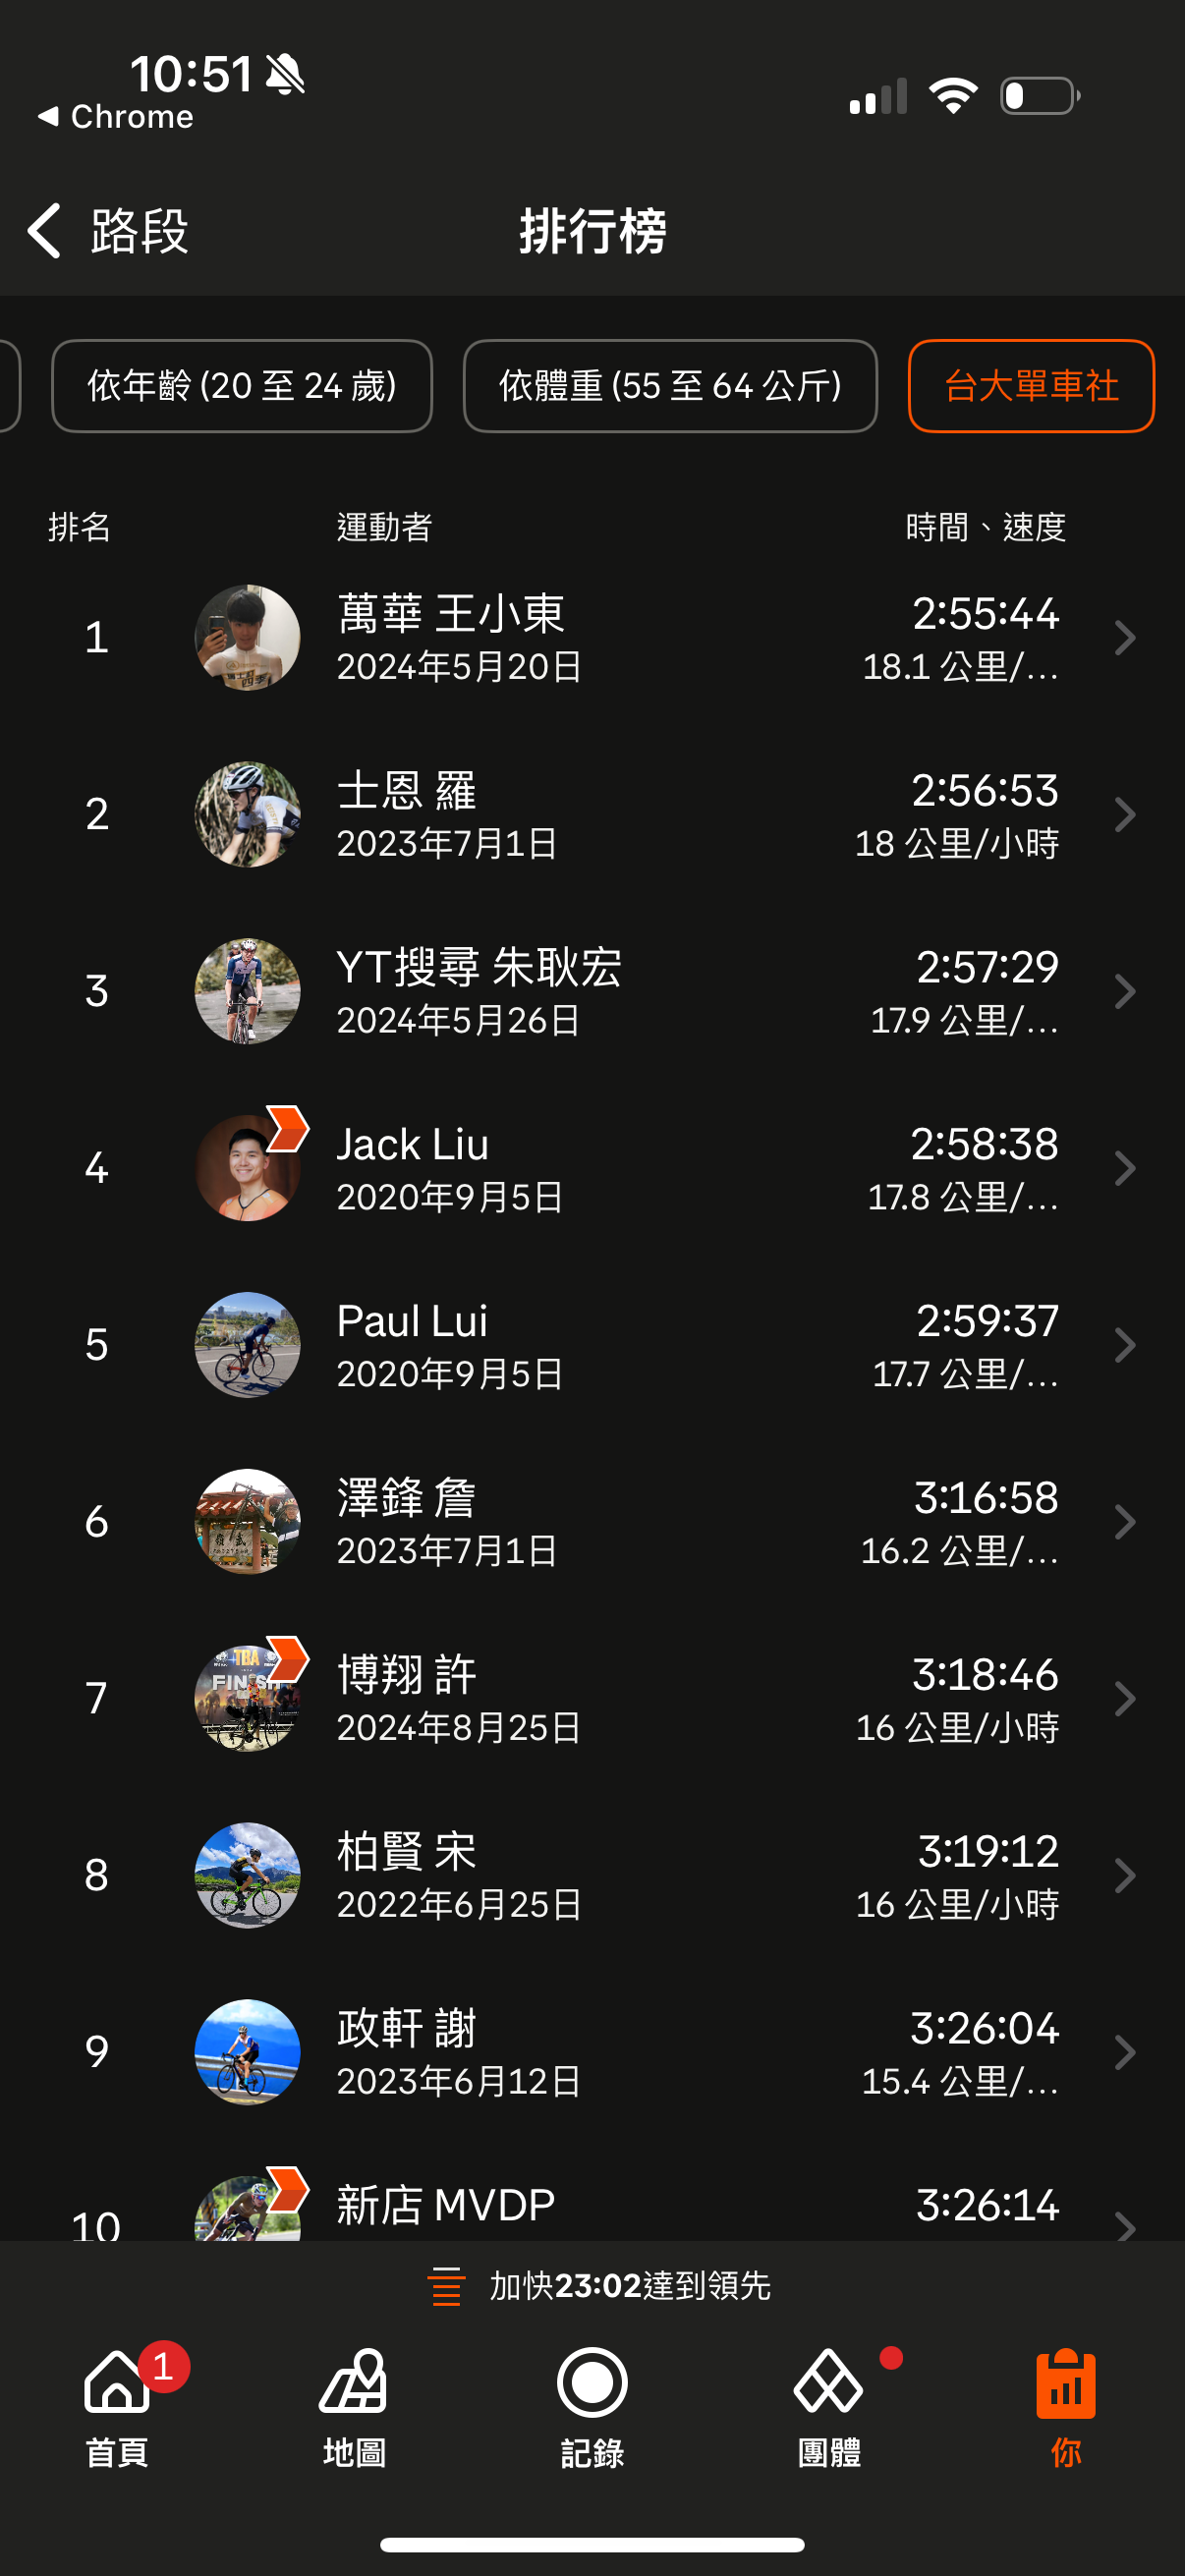 10:51
Chrome
路段
排行榜
依年齡 (20 至 24 歲)
依體重 (55 至 64 公斤)
台大單車社
排名
運動者
時間、速度
1
萬華 王小東
2:55:44
2024年5月20日
18.1 公里/...
2
士恩 羅
2:56:53
2023年7月1日
18 公里/小時
3
YT搜尋 朱耿宏
2:57:29
2024年5月26日
17.9 公里/...
4
Jack Liu
2:58:38
2020年9月5日
17.8 公里/...
5
Paul Lui
2:59:37
2020年9月5日
17.7 公里/...
6
澤鋒 詹
3:16:58
2023年7月1日
16.2 公里/...
TBA
FINISH
7
博翔 許
3:18:46
2024年8月25日
16 公里/小時
8
柏賢 宋
3:19:12
2022年6月25日
16 公里/小時
9
政軒 謝
3:26:04
2023年6月12日
15.4 公里/...
10
新店 MVDP
3:26:14
加快23:02達到領先
1
首頁
地圖
記錄
團體
你